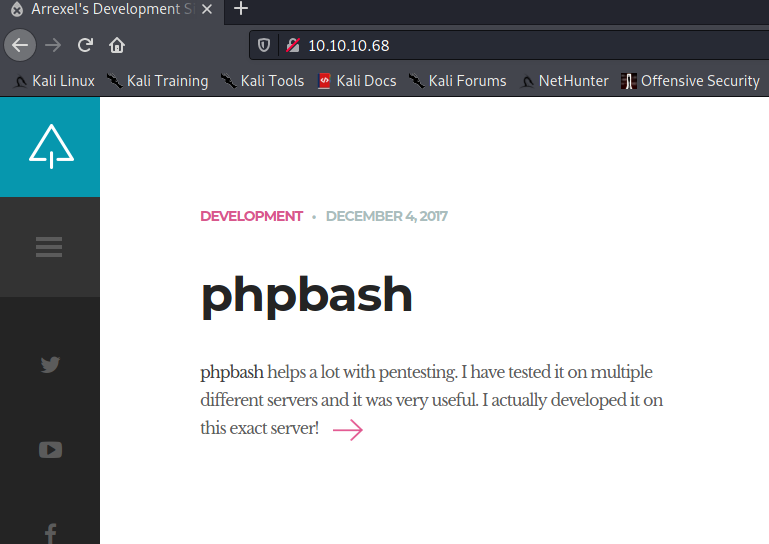 Arrexel's Development S
10.10.10.68
Kali Linux Kali Training Kali Tools Kali Docs Kali Forums NetHunter Offensive Security
DEVELOPMENT • DECEMBER 4, 2017
phpbash
phpbash helps a lot with pentesting. I have tested it on multiple
different servers and it was very useful. I actually developed it on
this exact server!